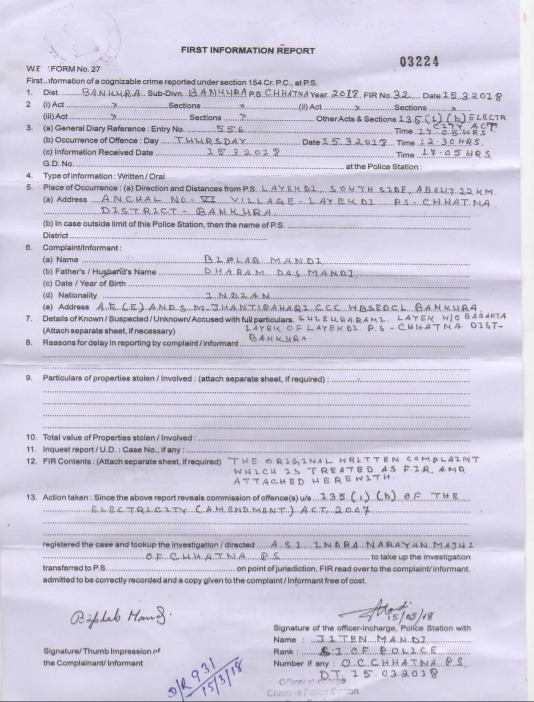 FIRST INFORMATION REPORT
03224
W.E FORM No. 27
First..nformation of a cognizable crime reported under section 154 Cr. P.C., at P.S.
1. Dist. BANKURA Sub-Divn. BANKURA P.S. CHHATNA Year. 2018 FIR No. 32 Date 15.3.2018
2 (i) Act x Sections x (ii) Act x Sections x
(iii) Act x Sections x Other Acts & Sections 135(1)(b) ELECTR
CITY ACT
3. (a) General Diary Reference : Entry No. 556 Time 17.05 HRS.
(b) Occurrence of Offence : Day THURSDAY Date 15.3.2018 Time 12.30 HRS.
(c) Information Received Date 15.3.2018 Time 17.05 HRS
G.D. No. at the Police Station :
4. Type of information : Written / Oral
5. Place of Occurrence : (a) Direction and Distances from P.S. LAYEKDI, SOUTH SIDE, ABOUT 22 KM
(a) Address ANCHAL NO-VI VILLAGE-LAYEKDI PS-CHHATNA
DISTRICT-BANKURA
(b) In case outside limit of this Police Station, then the name of P.S.
District
6. Complaint/Informant :
(a) Name BIPLAB MANDI
(b) Father's / Husband's Name DHARAM DAS MANDI
(c) Date / Year of Birth
(d) Nationality INDIAN
(e) Address A.E (E) AND S.M. JHANTIPAHARI CCC WBSEDCL BANKURA
7. Details of Known / Suspected / Unknown / Accused with full particulars. LAYEK W/O BASANTA
(Attach separate sheet, if necessary) LAYEK OF LAYEKDI P.S - CHHATNA DIST-
8. Reasons for delay in reporting by complaint / informant BANKURA
9. Particulars of properties stolen / Involved : (attach separate sheet, if required) :
10. Total value of Properties stolen / Involved :
11. Inquest report / U.D. : Case No., if any :
12. FIR Contents : (Attach separate sheet, if required) THE ORIGINAL WRITTEN COMPLAINT
WHICH IS TREATED AS F.I.R. AND
ATTACHED HEREWITH.
13. Action taken : Since the above report reveals commission of offence(s) u/s 135(1)(b) OF THE
ELECTRICITY (AMENDMENT) ACT, 2007
registered the case and tookup the investigation / directed A.S.I INDRA NARAYAN MAJHI
OF CHHATNA PS to take up the investigation
transferred to P.S. on point of jurisdiction. FIR read over to the complaint / informant.
admitted to be correctly recorded and a copy given to the complaint / Informant free of cost.
Biplab Mandi.
15/03/18
Signature of the officer-incharge, Police Station with
Name : JITEN MANDI
Signature/ Thumb Impression of
Rank : SI OF POLICE
the Complainant/ informant
Number if any : O.C CHHATNA P.S.
DT. 15.03.2018
Officer in-charge
Chhatna Police Station
D/R 931
15/3/18